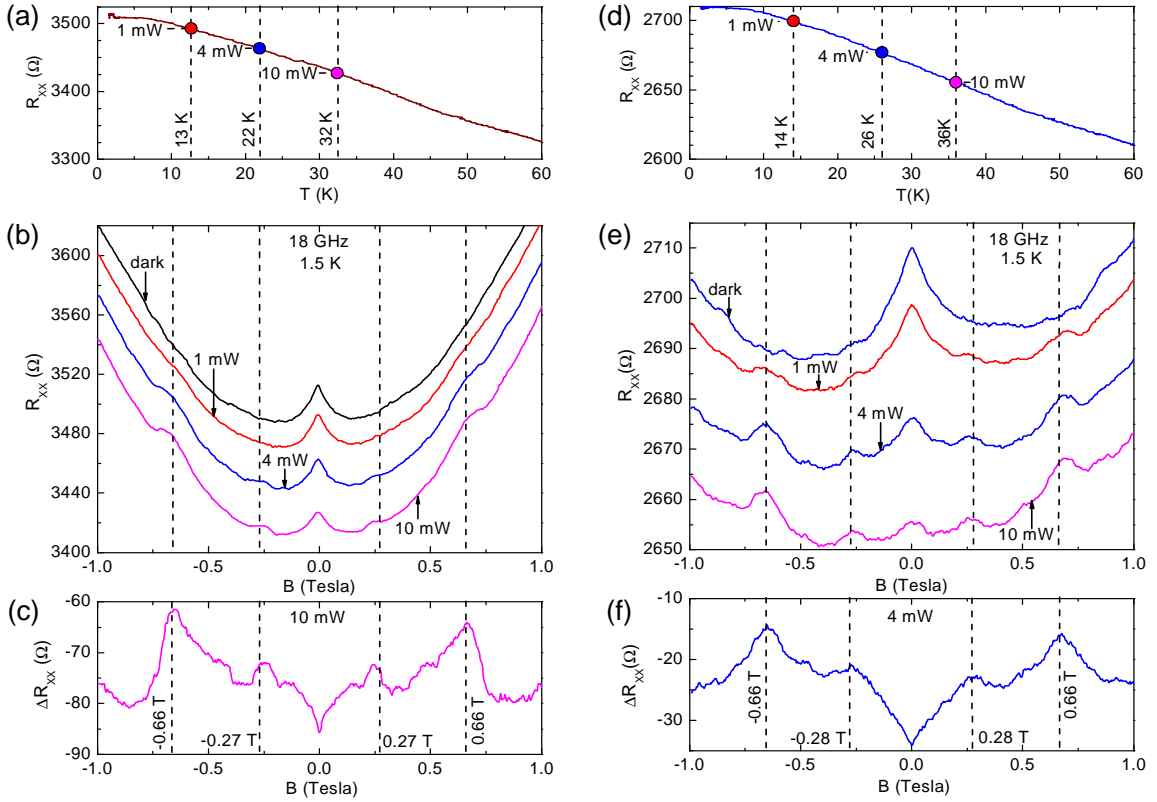 (a)
3500
3450
3400
3350
3300
R_XX (Ω)
1 mW
4 mW
10 mW
13 K
22 K
32 K
0 10 20 30 40 50 60
T (K)
(d)
2700
2650
2600
R_XX (Ω)
1 mW
4 mW
10 mW
14 K
26 K
36K
0 10 20 30 40 50 60
T(K)
(b)
3600
3560
3520
3480
3440
3400
R_XX (Ω)
18 GHz
1.5 K
dark
1 mW
4 mW
10 mW
-1.0 -0.5 0.0 0.5 1.0
B (Tesla)
(e)
2710
2700
2690
2680
2670
2660
2650
R_XX (Ω)
18 GHz
1.5 K
dark
1 mW
4 mW
10 mW
-1.0 -0.5 0.0 0.5 1.0
B (Tesla)
(c)
-60
-70
-80
-90
ΔR_XX (Ω)
10 mW
-0.66 T
-0.27 T
0.27 T
0.66 T
-1.0 -0.5 0.0 0.5 1.0
B (Tesla)
(f)
-10
-20
-30
ΔR_XX(Ω)
4 mW
-0.66 T
-0.28 T
0.28 T
0.66 T
-1.0 -0.5 0.0 0.5 1.0
B (Tesla)